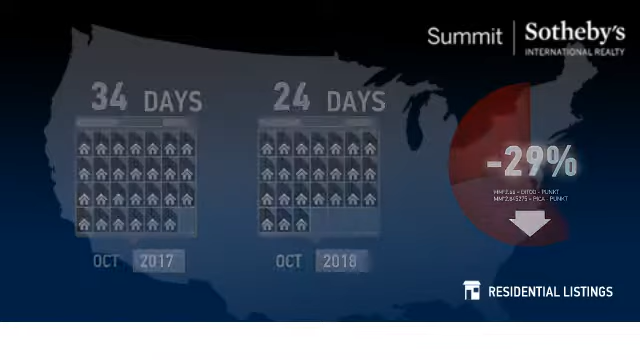 Summit | Sotheby's
INTERNATIONAL REALTY
34 DAYS
24 DAYS
-29%
OCT 2017
OCT 2018
RESIDENTIAL LISTINGS